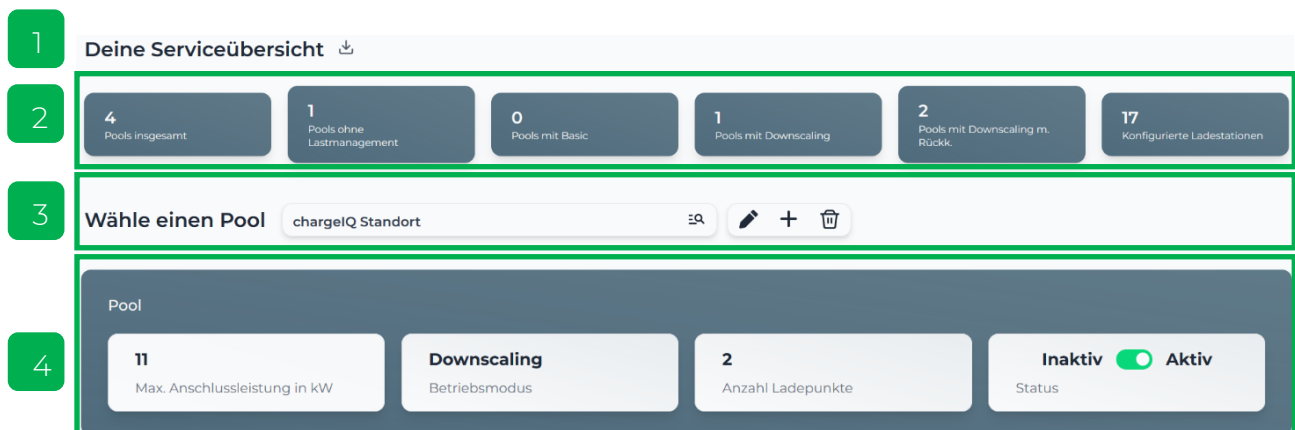 1
Deine Serviceübersicht
2
4
Pools insgesamt
1
Pools ohne
Lastmanagement
0
Pools mit Basic
1
Pools mit Downscaling
2
Pools mit Downscaling m.
Rückk.
17
Konfigurierte Ladestationen
3
Wähle einen Pool
chargeIQ Standort
4
Pool
11
Max. Anschlussleistung in kW
Downscaling
Betriebsmodus
2
Anzahl Ladepunkte
Inaktiv Aktiv
Status